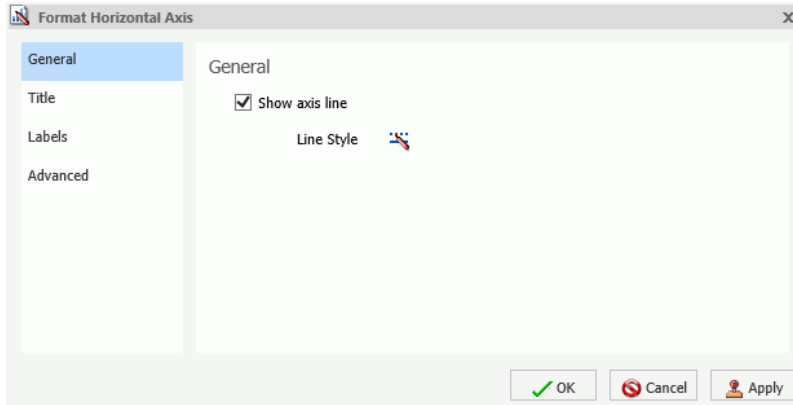 Format Horizontal Axis
General
Title
Labels
Advanced
General
Show axis line
Line Style
OK
Cancel
Apply